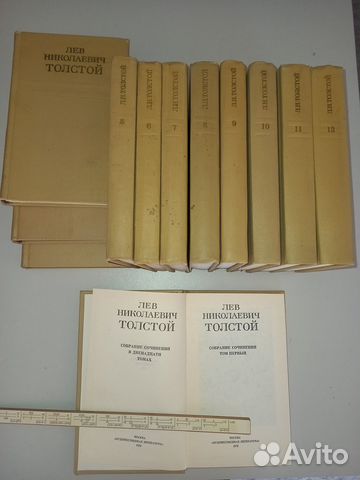 ЛЕВ
НИКОЛАЕВИЧ
ТОЛСТОЙ
Л.Н.ТОЛСТОЙ
5
Л.Н.ТОЛСТОЙ
6
Л.Н.ТОЛСТОЙ
7
Л.Н.ТОЛСТОЙ
8
Л.Н.ТОЛСТОЙ
9
Л.Н.ТОЛСТОЙ
10
Л.Н.ТОЛСТОЙ
11
Л.Н.ТОЛСТОЙ
12
ЛЕВ
НИКОЛАЕВИЧ
ТОЛСТОЙ
СОБРАНИЕ СОЧИНЕНИЙ
В ДВЕНАДЦАТИ
ТОМАХ
МОСКВА
«ХУДОЖЕСТВЕННАЯ ЛИТЕРАТУРА»
ЛЕВ
НИКОЛАЕВИЧ
ТОЛСТОЙ
СОБРАНИЕ СОЧИНЕНИЙ
ТОМ ПЕРВЫЙ
МОСКВА
«ХУДОЖЕСТВЕННАЯ ЛИТЕРАТУРА»
Avito